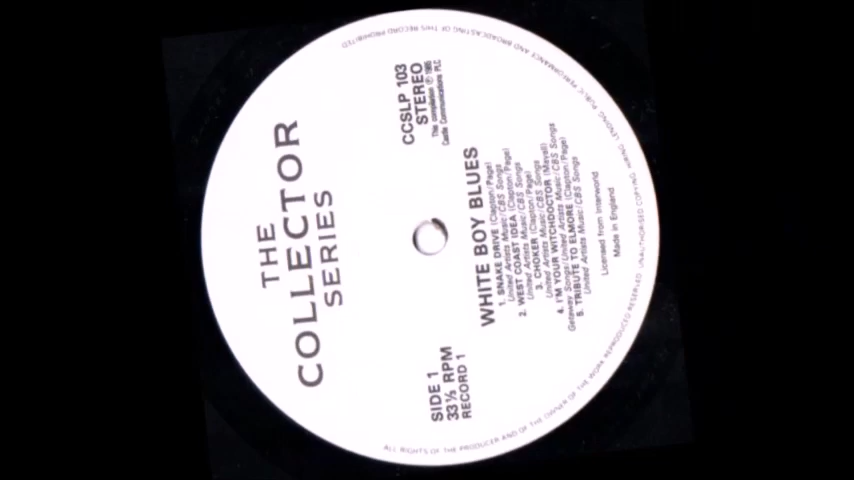 THE
COLLECTOR
SERIES
SIDE 1
33⅓ RPM
RECORD 1
CCSLP 103
STEREO
This compilation ℗ 1985
Castle Communications PLC
WHITE BOY BLUES
1. SNAKE DRIVE (Clapton/Page)
United Artists Music/CBS Songs
2. WEST COAST IDEA (Clapton/Page)
United Artists Music/CBS Songs
3. CHOKER (Clapton/Page)
United Artists Music/CBS Songs
4. I'M YOUR WITCHDOCTOR (Mayall)
Getaway Songs/United Artists Music/CBS Songs
5. TRIBUTE TO ELMORE (Clapton/Page)
United Artists Music/CBS Songs
Licensed from Interworld
Made in England
ALL RIGHTS OF THE PRODUCER AND OF THE OWNER OF THE WORK REPRODUCED RESERVED. UNAUTHORISED COPYING, HIRING, LENDING, PUBLIC PERFORMANCE AND BROADCASTING OF THIS RECORD PROHIBITED